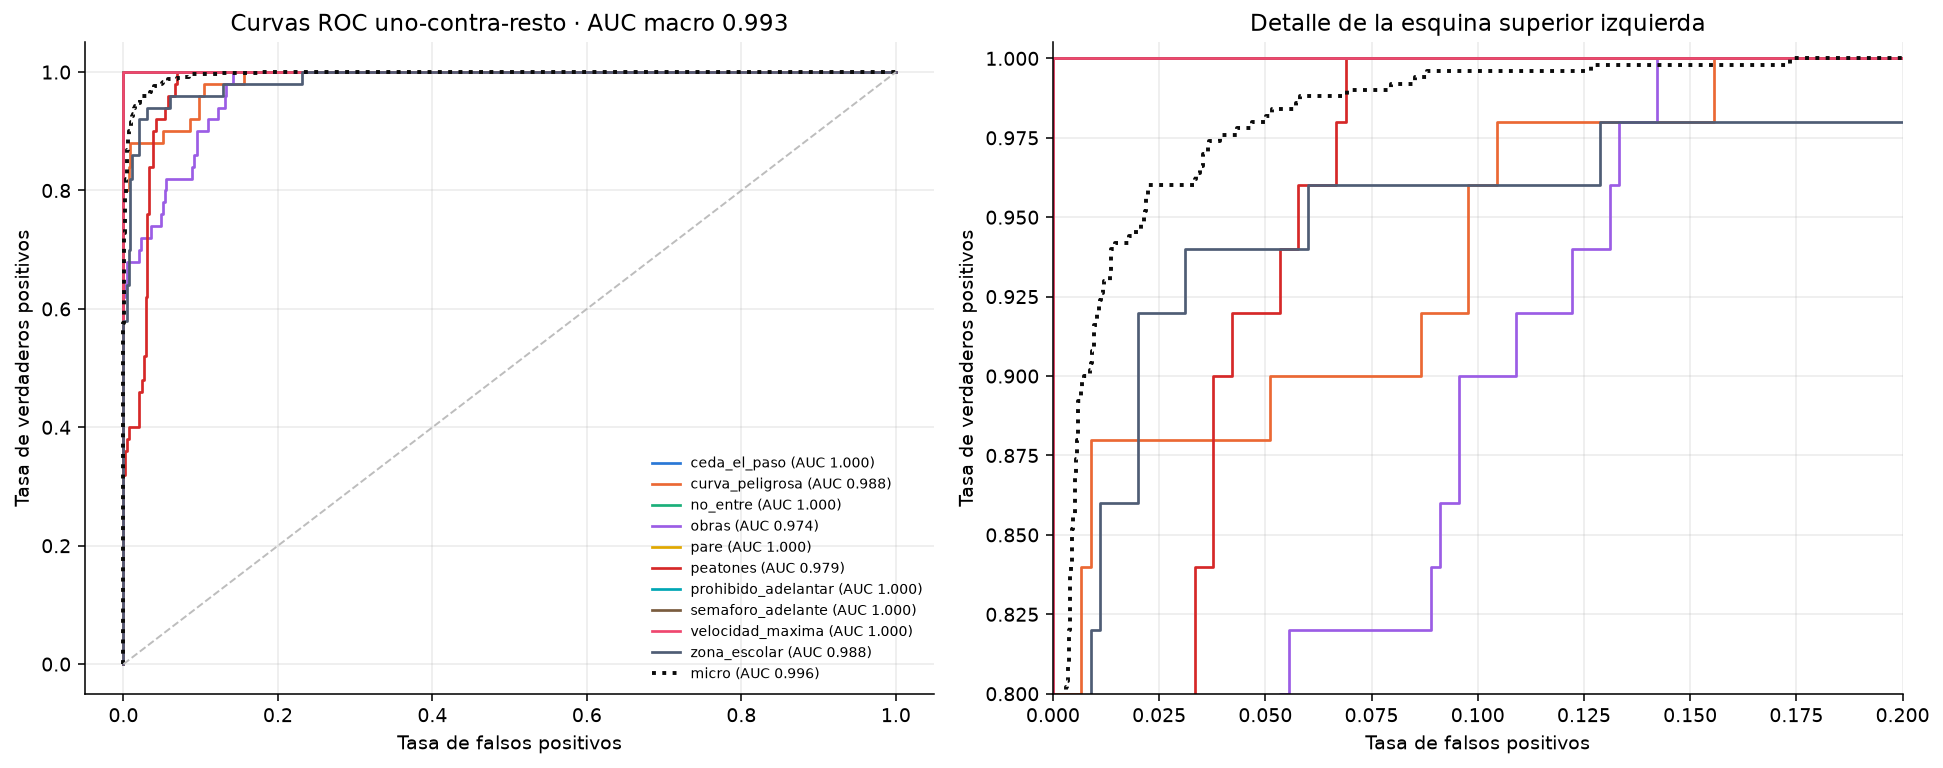 Curvas ROC uno-contra-resto · AUC macro 0.993
Tasa de verdaderos positivos
1.0
0.8
0.6
0.4
0.2
0.0
ceda_el_paso (AUC 1.000)
curva_peligrosa (AUC 0.988)
no_entre (AUC 1.000)
obras (AUC 0.974)
pare (AUC 1.000)
peatones (AUC 0.979)
prohibido_adelantar (AUC 1.000)
semaforo_adelante (AUC 1.000)
velocidad_maxima (AUC 1.000)
zona_escolar (AUC 0.988)
micro (AUC 0.996)
0.0 0.2 0.4 0.6 0.8 1.0
Tasa de falsos positivos
Detalle de la esquina superior izquierda
Tasa de verdaderos positivos
1.000
0.975
0.950
0.925
0.900
0.875
0.850
0.825
0.800
0.000 0.025 0.050 0.075 0.100 0.125 0.150 0.175 0.200
Tasa de falsos positivos